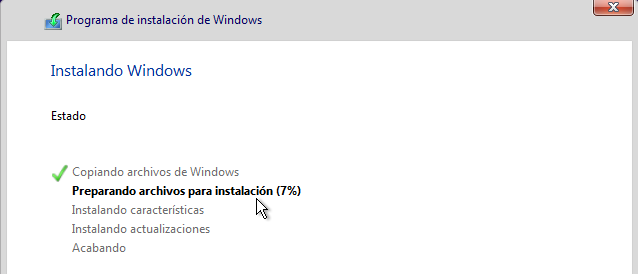 Programa de instalación de Windows
Instalando Windows
Estado
Copiando archivos de Windows
Preparando archivos para instalación (7%)
Instalando características
Instalando actualizaciones
Acabando